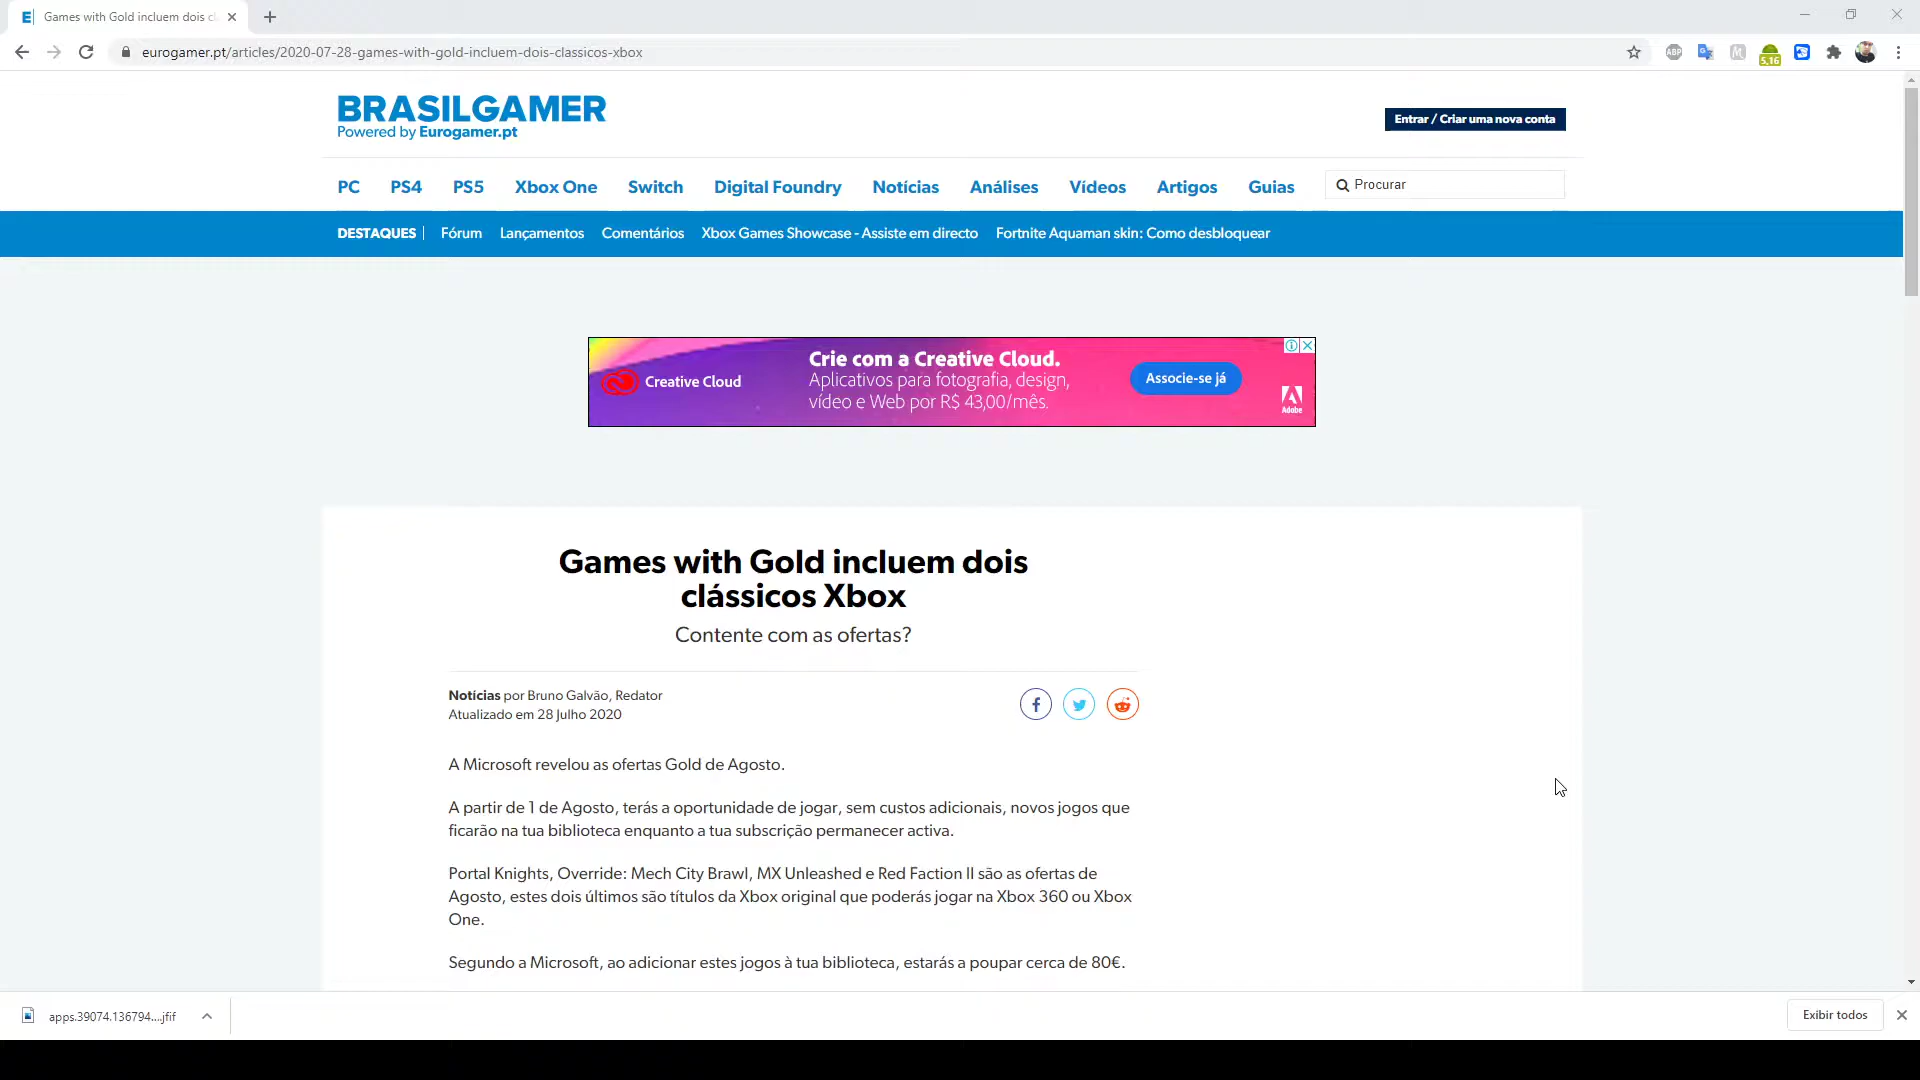 Games with Gold incluem dois cl
eurogamer.pt/articles/2020-07-28-games-with-gold-incluem-dois-classicos-xbox
ABP
5,16
BRASILGAMER
Powered by Eurogamer.pt
Entrar / Criar uma nova conta
PC PS4 PS5 Xbox One Switch Digital Foundry Notícias Análises Vídeos Artigos Guias Procurar
DESTAQUES | Fórum Lançamentos Comentários Xbox Games Showcase - Assiste em directo Fortnite Aquaman skin: Como desbloquear
Creative Cloud
Crie com a Creative Cloud.
Aplicativos para fotografia, design,
vídeo e Web por R$ 43,00/mês.
Associe-se já
Adobe
Games with Gold incluem dois
clássicos Xbox
Contente com as ofertas?
Notícias por Bruno Galvão, Redator
Atualizado em 28 Julho 2020
A Microsoft revelou as ofertas Gold de Agosto.
A partir de 1 de Agosto, terás a oportunidade de jogar, sem custos adicionais, novos jogos que
ficarão na tua biblioteca enquanto a tua subscrição permanecer activa.
Portal Knights, Override: Mech City Brawl, MX Unleashed e Red Faction II são as ofertas de
Agosto, estes dois últimos são títulos da Xbox original que poderás jogar na Xbox 360 ou Xbox
One.
Segundo a Microsoft, ao adicionar estes jogos à tua biblioteca, estarás a poupar cerca de 80€.
apps.39074.136794....jfif
Exibir todos